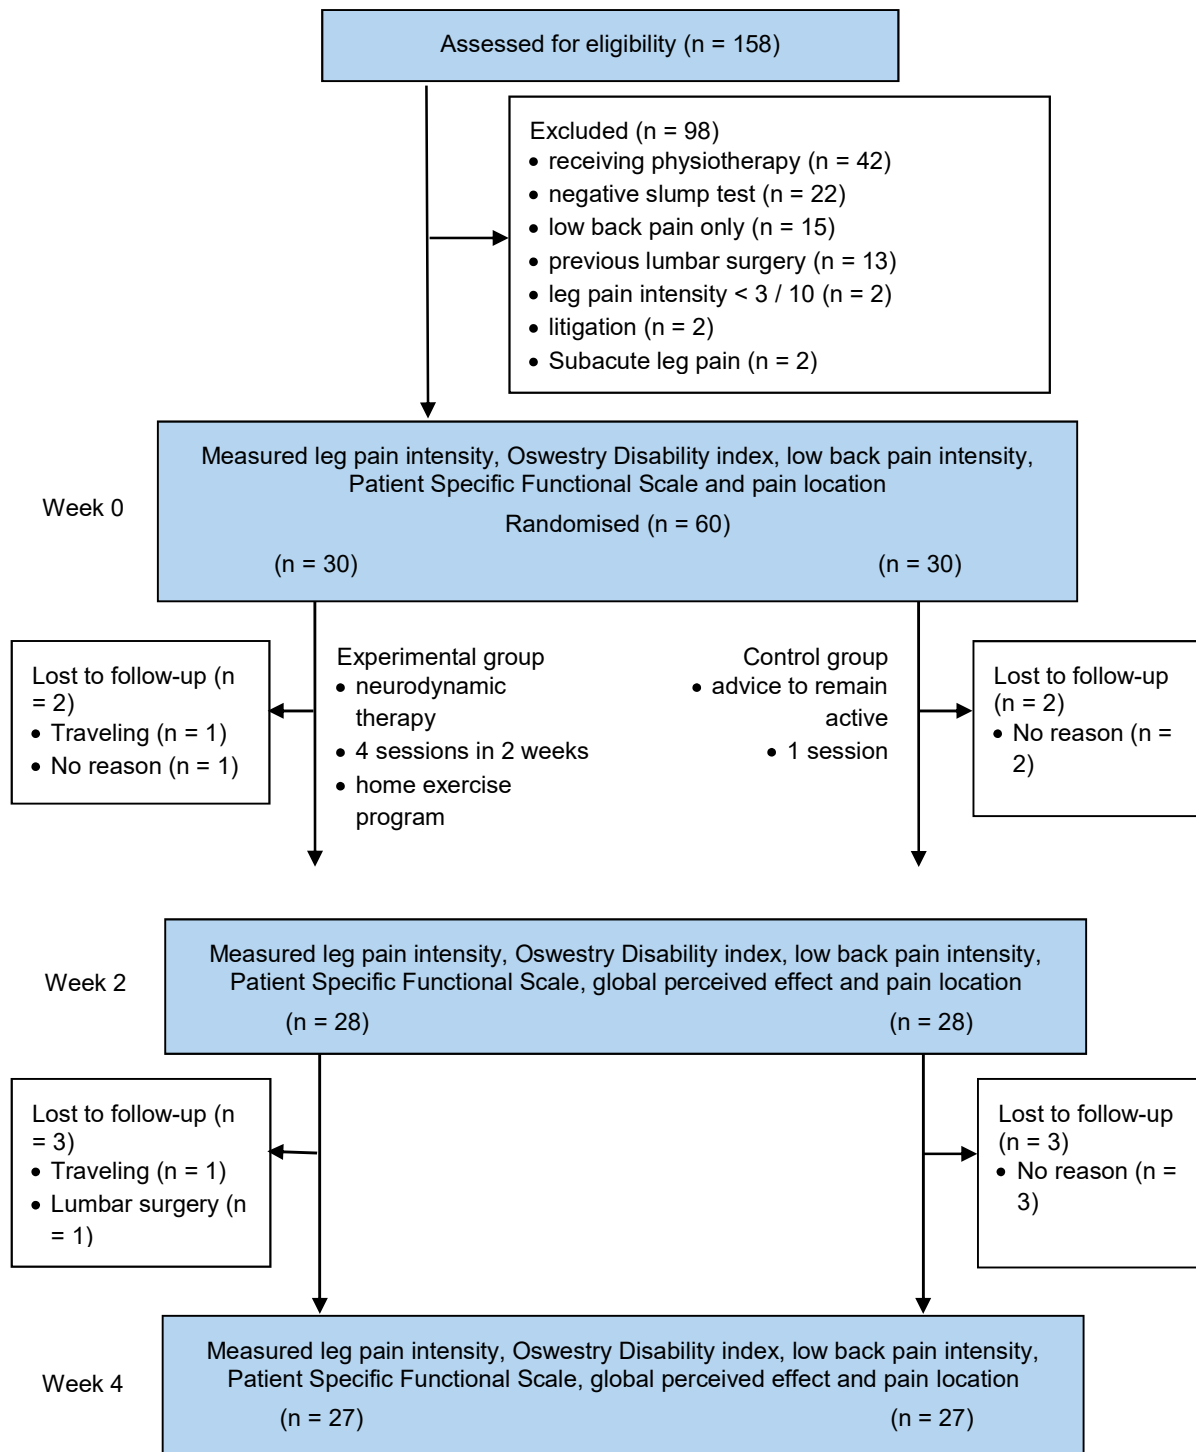 Assessed for eligibility (n = 158)
Excluded (n = 98)
• receiving physiotherapy (n = 42)
• negative slump test (n = 22)
• low back pain only (n = 15)
• previous lumbar surgery (n = 13)
• leg pain intensity < 3 / 10 (n = 2)
• litigation (n = 2)
• Subacute leg pain (n = 2)
Week 0
Measured leg pain intensity, Oswestry Disability index, low back pain intensity,
Patient Specific Functional Scale and pain location
Randomised (n = 60)
(n = 30)
(n = 30)
Lost to follow-up (n
= 2)
• Traveling (n = 1)
• No reason (n = 1)
Experimental group
• neurodynamic
therapy
• 4 sessions in 2 weeks
• home exercise
program
Control group
• advice to remain
active
• 1 session
Lost to follow-up
(n = 2)
• No reason (n =
2)
Week 2
Measured leg pain intensity, Oswestry Disability index, low back pain intensity,
Patient Specific Functional Scale, global perceived effect and pain location
(n = 28)
(n = 28)
Lost to follow-up (n
= 3)
• Traveling (n = 1)
• Lumbar surgery (n
= 1)
Lost to follow-up
(n = 3)
• No reason (n =
3)
Week 4
Measured leg pain intensity, Oswestry Disability index, low back pain intensity,
Patient Specific Functional Scale, global perceived effect and pain location
(n = 27)
(n = 27)